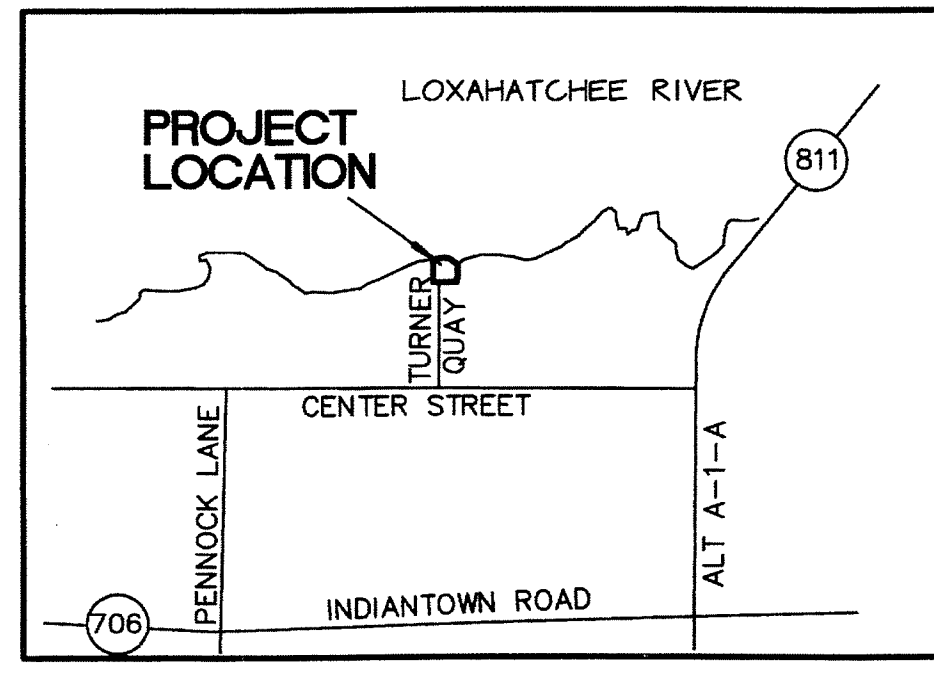 LOXAHATCHEE RIVER
PROJECT
LOCATION
811
TURNER
QUAY
CENTER STREET
PENNOCK LANE
ALT A-1-A
INDIANTOWN ROAD
706